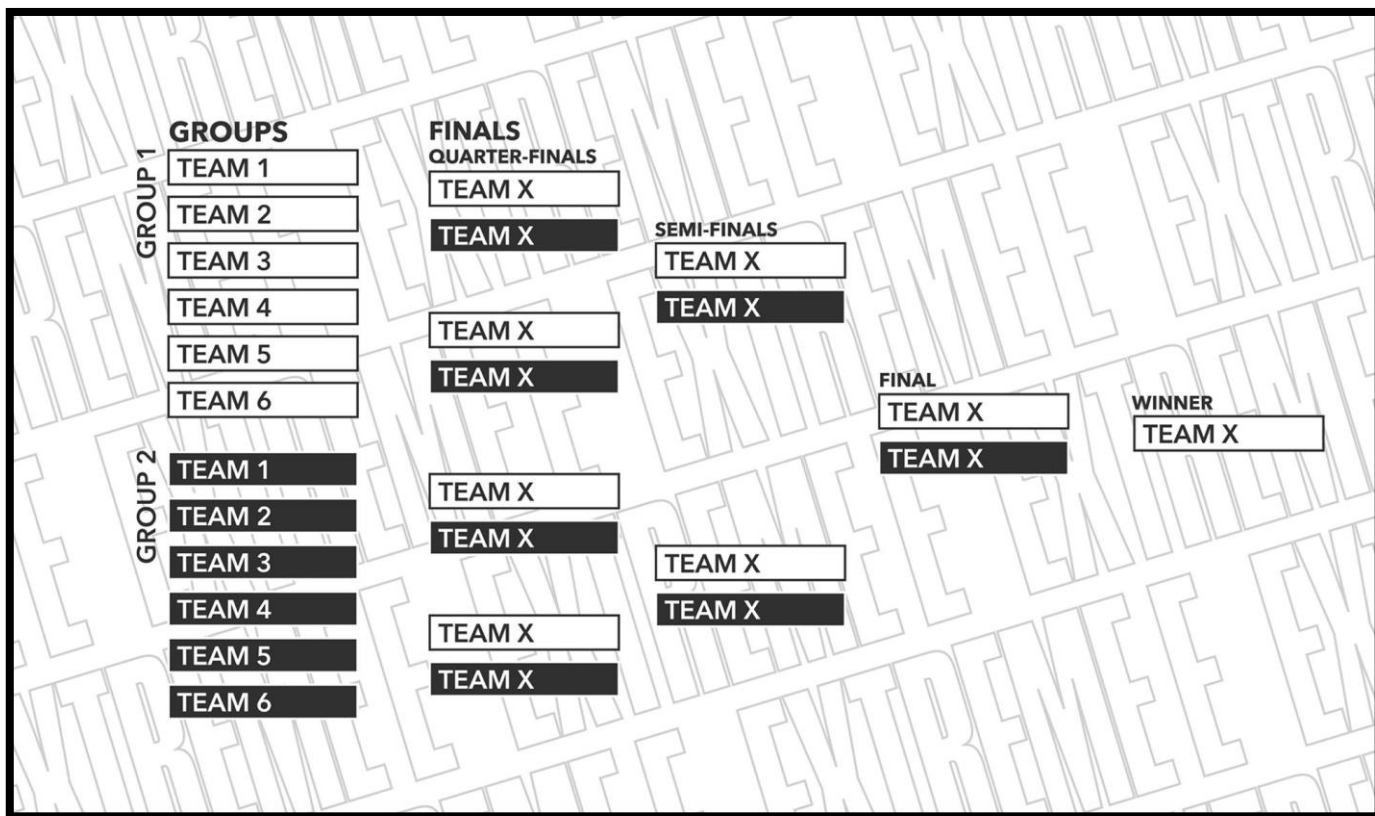 GROUPS
GROUP 1
TEAM 1
TEAM 2
TEAM 3
TEAM 4
TEAM 5
TEAM 6
GROUP 2
TEAM 1
TEAM 2
TEAM 3
TEAM 4
TEAM 5
TEAM 6
FINALS
QUARTER-FINALS
TEAM X
TEAM X
TEAM X
TEAM X
TEAM X
TEAM X
TEAM X
TEAM X
SEMI-FINALS
TEAM X
TEAM X
TEAM X
TEAM X
FINAL
TEAM X
TEAM X
WINNER
TEAM X
EXTREME E